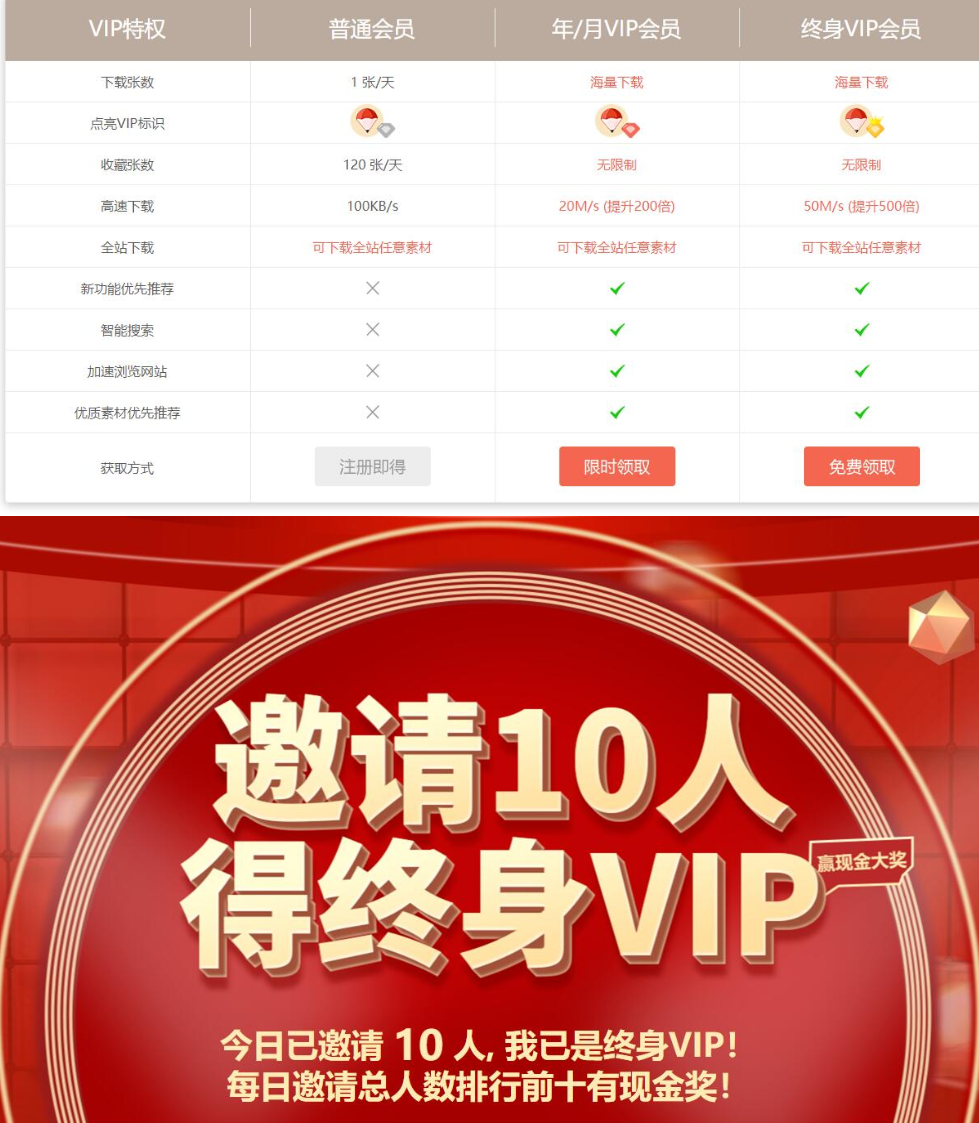 VIP特权 普通会员 年/月VIP会员 终身VIP会员
下载张数 1 张/天 海量下载 海量下载
点亮VIP标识
收藏张数 120 张/天 无限制 无限制
高速下载 100KB/s 20M/s (提升200倍) 50M/s (提升500倍)
全站下载 可下载全站任意素材 可下载全站任意素材 可下载全站任意素材
新功能优先推荐
智能搜索
加速浏览网站
优质素材优先推荐
获取方式 注册即得 限时领取 免费领取
邀请10人
得终身VIP
赢现金大奖
今日已邀请 10 人, 我已是终身VIP!
每日邀请总人数排行前十有现金奖!